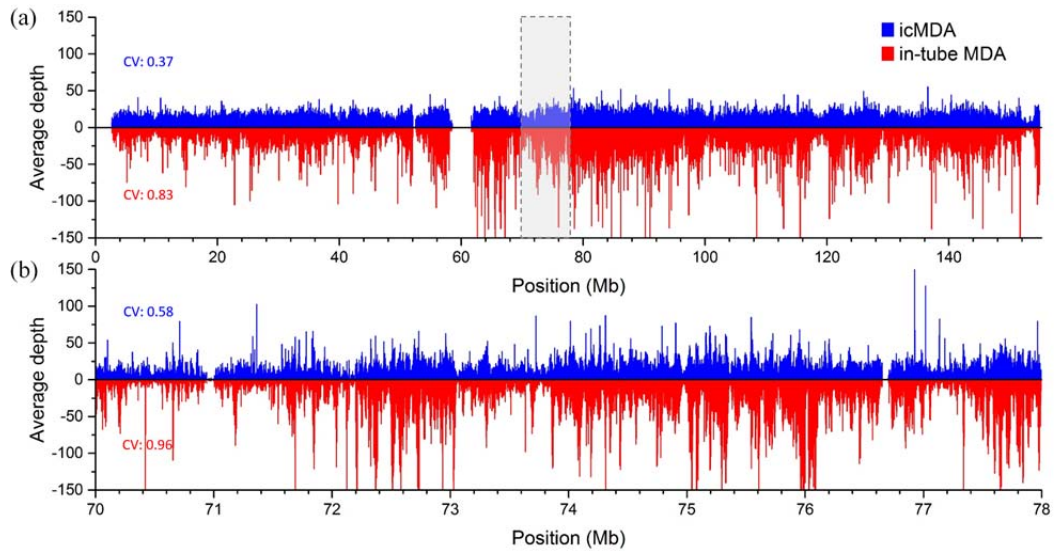 (a)
150
100
50
0
-50
-100
-150
Average depth
CV: 0.37
CV: 0.83
icMDA
in-tube MDA
0 20 40 60 80 100 120 140
Position (Mb)
(b)
150
100
50
0
-50
-100
-150
Average depth
CV: 0.58
CV: 0.96
70 71 72 73 74 75 76 77 78
Position (Mb)